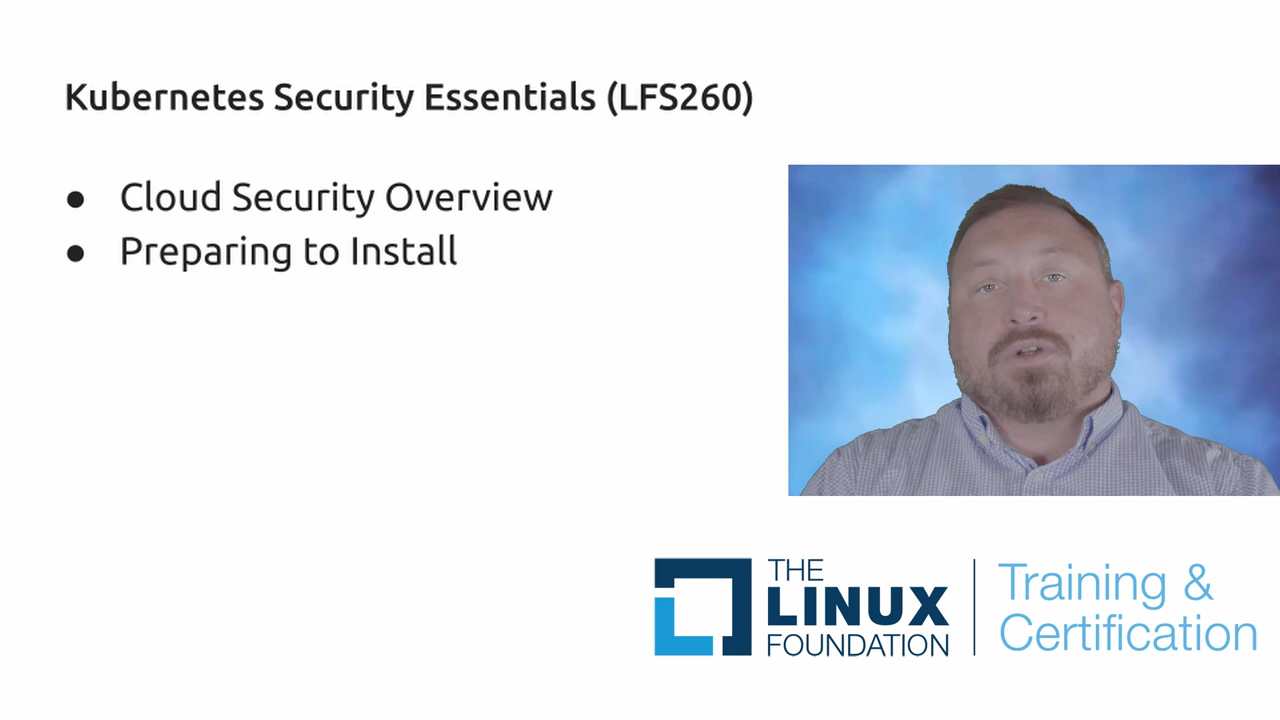 Kubernetes Security Essentials (LFS260)
● Cloud Security Overview
● Preparing to Install
THE
LINUX
FOUNDATION
Training &
Certification